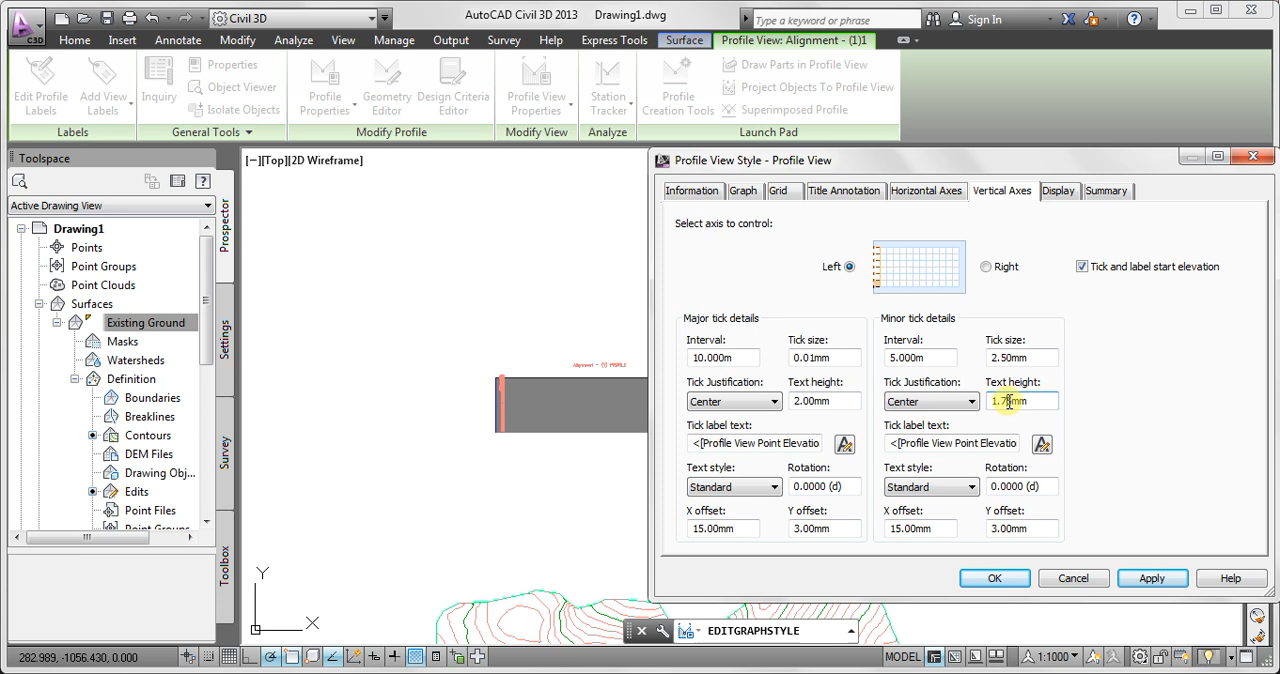 Civil 3D
AutoCAD Civil 3D 2013 Drawing1.dwg
Type a keyword or phrase
Sign In
C3D
Home Insert Annotate Modify Analyze View Manage Output Survey Help Express Tools Surface Profile View: Alignment - (1)1
Edit Profile Labels
Add View Labels
Inquiry
Properties
Object Viewer
Isolate Objects
Profile Properties
Geometry Editor
Design Criteria Editor
Profile View Properties
Station Tracker
Profile Creation Tools
Draw Parts in Profile View
Project Objects To Profile View
Superimposed Profile
Labels General Tools Modify Profile Modify View Analyze Launch Pad
Toolspace
Active Drawing View
Drawing1
Points
Point Groups
Point Clouds
Surfaces
Existing Ground
Masks
Watersheds
Definition
Boundaries
Breaklines
Contours
DEM Files
Drawing Obj...
Edits
Point Files
Point Groups
Prospector
Settings
Survey
Toolbox
[−][Top][2D Wireframe]
Alignment - (1) PROFILE
Y
X
Profile View Style - Profile View
Information Graph Grid Title Annotation Horizontal Axes Vertical Axes Display Summary
Select axis to control:
Left Right Tick and label start elevation
Major tick details
Interval: Tick size:
10.000m 0.01mm
Tick Justification: Text height:
Center 2.00mm
Tick label text:
<[Profile View Point Elevatio
Text style: Rotation:
Standard 0.0000 (d)
X offset: Y offset:
15.00mm 3.00mm
Minor tick details
Interval: Tick size:
5.000m 2.50mm
Tick Justification: Text height:
Center
Tick label text:
<[Profile View Point Elevatio
Text style: Rotation:
Standard 0.0000 (d)
X offset: Y offset:
15.00mm 3.00mm
OK Cancel Apply Help
EDITGRAPHSTYLE
282.989, -1056.430, 0.000
MODEL
1:1000